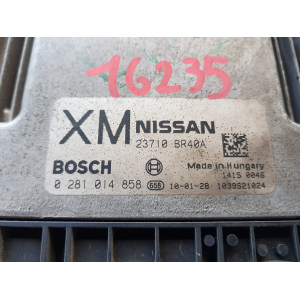 16235
XM NISSAN
23710 BR40A
BOSCH
Made in Hungary
1415 0046
0 281 014 858 658 10-01-28 1039S21024